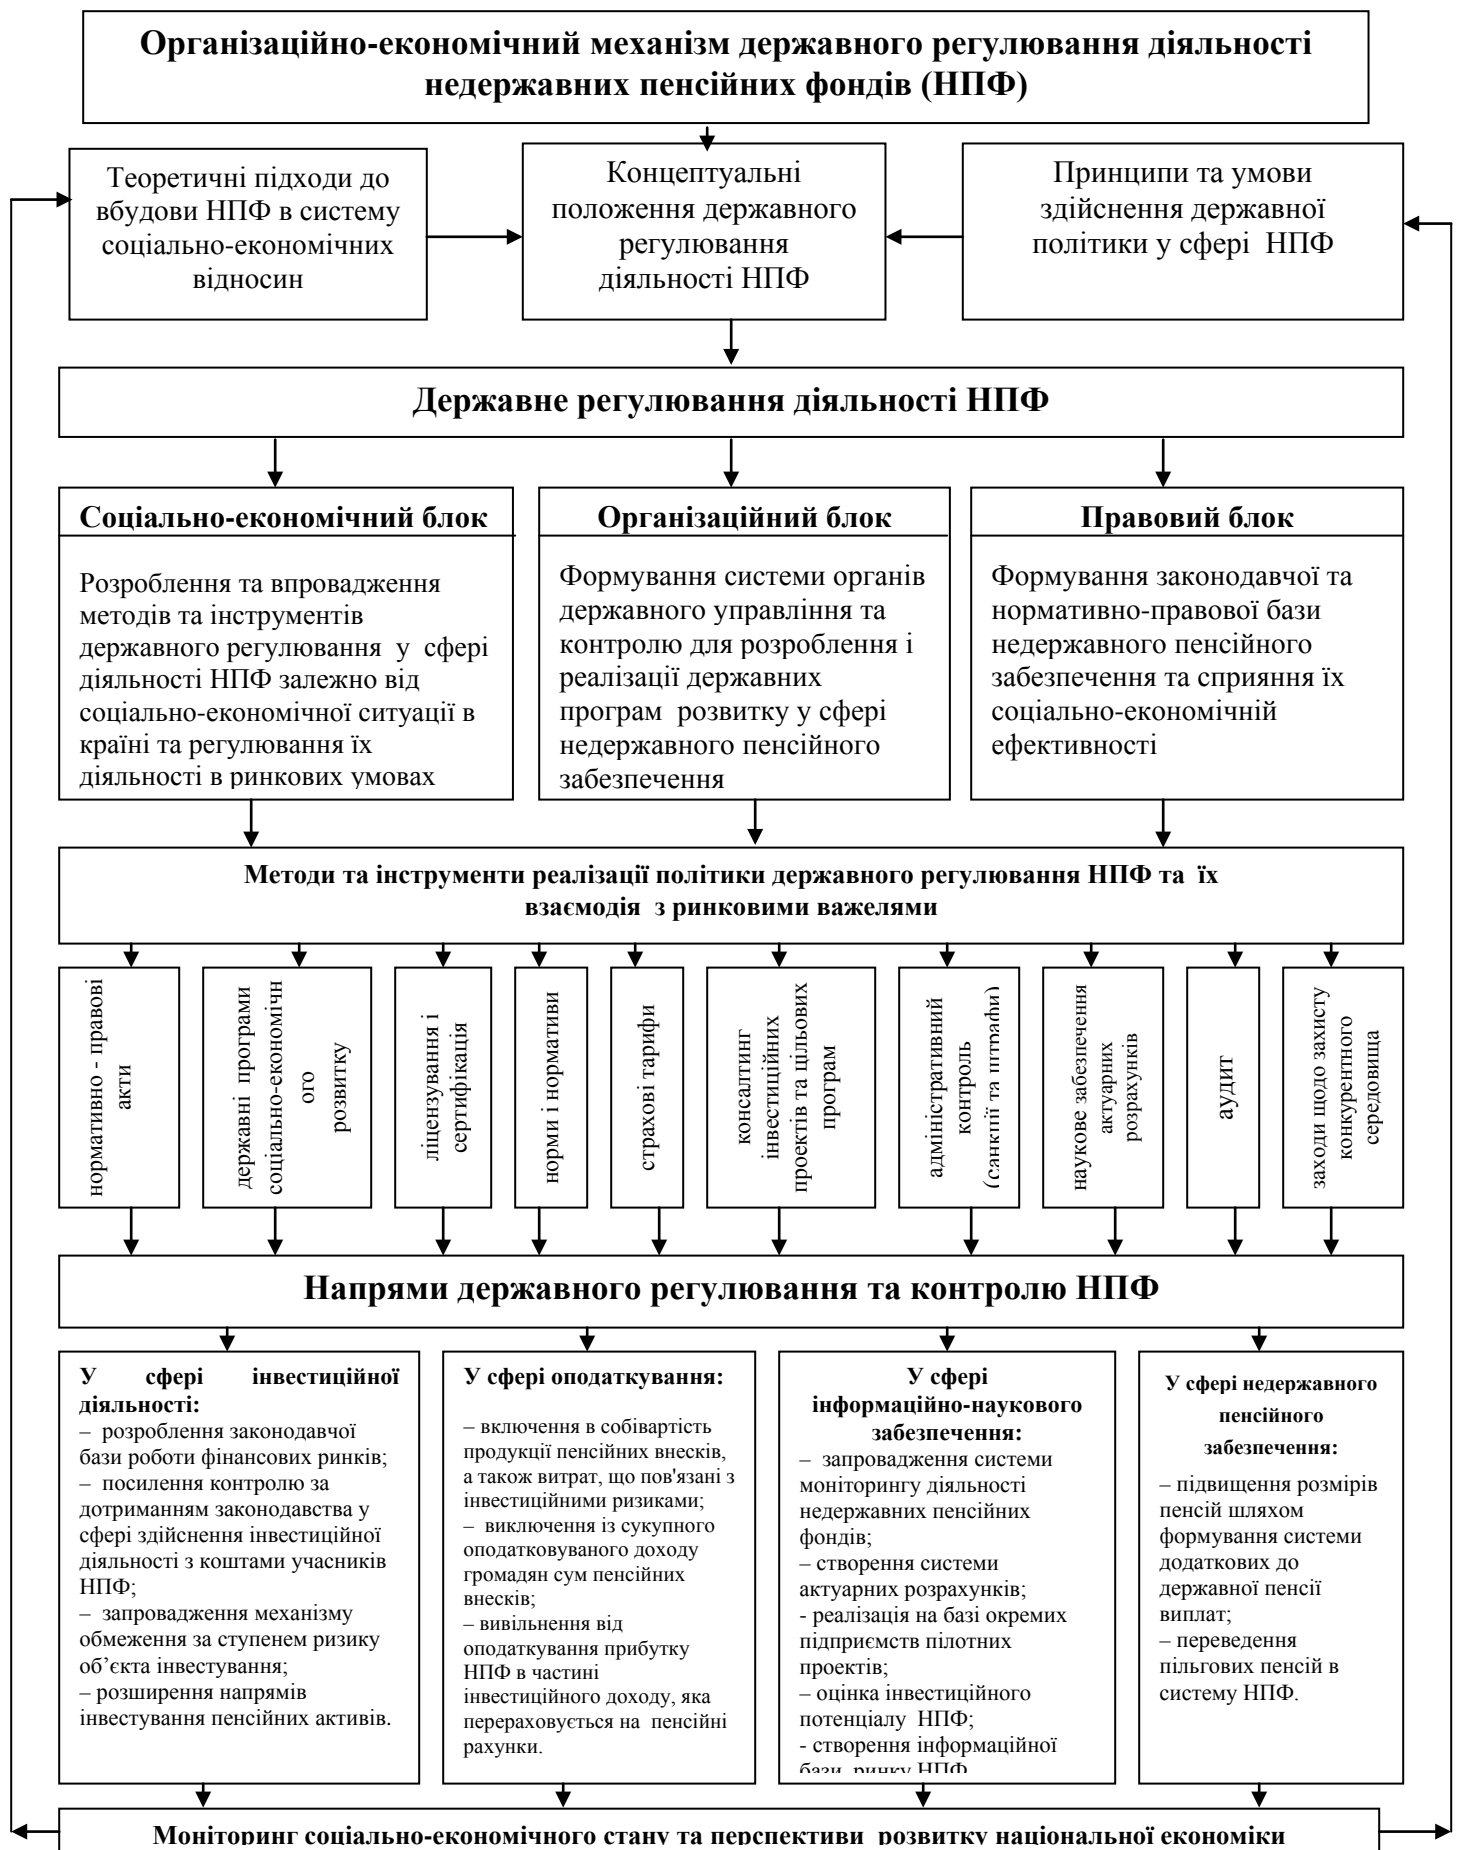 Організаційно-економічний механізм державного регулювання діяльності
недержавних пенсійних фондів (НПФ)
Теоретичні підходи до
вбудови НПФ в систему
соціально-економічних
відносин
Концептуальні
положення державного
регулювання
діяльності НПФ
Принципи та умови
здійснення державної
політики у сфері НПФ
Державне регулювання діяльності НПФ
Соціально-економічний блок
Розроблення та впровадження
методів та інструментів
державного регулювання у сфері
діяльності НПФ залежно від
соціально-економічної ситуації в
країні та регулювання їх
діяльності в ринкових умовах
Організаційний блок
Формування системи органів
державного управління та
контролю для розроблення і
реалізації державних
програм розвитку у сфері
недержавного пенсійного
забезпечення
Правовий блок
Формування законодавчої та
нормативно-правової бази
недержавного пенсійного
забезпечення та сприяння їх
соціально-економічній
ефективності
Методи та інструменти реалізації політики державного регулювання НПФ та їх
взаємодія з ринковими важелями
нормативно - правові
акти
державні програми
соціально-економічн
ого
розвитку
ліцензування і
сертифікація
норми і нормативи
страхові тарифи
консалтинг
інвестиційних
проектів та цільових
програм
адміністративний
контроль
(санкції та штрафи)
наукове забезпечення
актуарних
розрахунків
аудит
заходи щодо захисту
конкурентного
середовища
Напрями державного регулювання та контролю НПФ
У сфері інвестиційної
діяльності:
– розроблення законодавчої
бази роботи фінансових ринків;
– посилення контролю за
дотриманням законодавства у
сфері здійснення інвестиційної
діяльності з коштами учасників
НПФ;
– запровадження механізму
обмеження за ступенем ризику
об’єкта інвестування;
– розширення напрямів
інвестування пенсійних активів.
У сфері оподаткування:
– включення в собівартість
продукції пенсійних внесків,
а також витрат, що пов'язані з
інвестиційними ризиками;
– виключення із сукупного
оподатковуваного доходу
громадян сум пенсійних
внесків;
– вивільнення від
оподаткування прибутку
НПФ в частині
інвестиційного доходу, яка
перераховується на пенсійні
рахунки.
У сфері
інформаційно-наукового
забезпечення:
– запровадження системи
моніторингу діяльності
недержавних пенсійних
фондів;
– створення системи
актуарних розрахунків;
- реалізація на базі окремих
підприємств пілотних
проектів;
– оцінка інвестиційного
потенціалу НПФ;
- створення інформаційної
бази ринку НПФ
У сфері недержавного
пенсійного
забезпечення:
– підвищення розмірів
пенсій шляхом
формування системи
додаткових до
державної пенсії
виплат;
– переведення
пільгових пенсій в
систему НПФ.
Моніторинг соціально-економічного стану та перспективи розвитку національної економіки